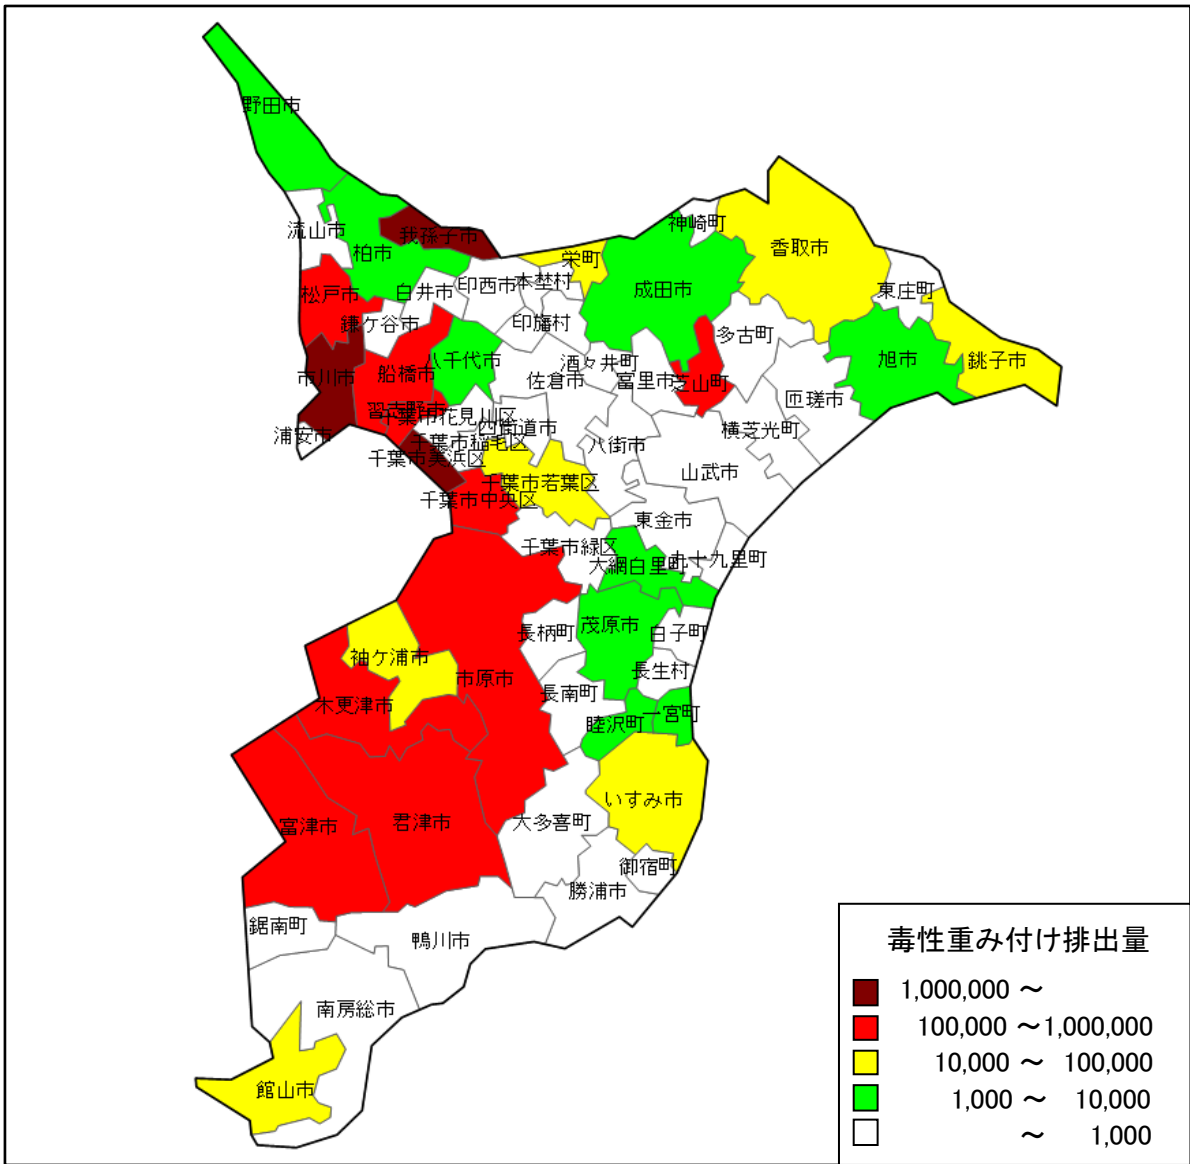 野田市
流山市
柏市
我孫子市
松戸市
鎌ケ谷市
白井市
印西市
本埜村
栄町
印旛村
成田市
神崎町
香取市
東庄町
銚子市
旭市
多古町
匝瑳市
芝山町
横芝光町
富里市
酒々井町
佐倉市
八千代市
船橋市
市川市
浦安市
習志野市
千葉市花見川区
四街道市
千葉市稲毛区
千葉市美浜区
千葉市若葉区
千葉市中央区
千葉市緑区
八街市
山武市
東金市
九十九里町
大網白里町
茂原市
白子町
長柄町
長生村
長南町
睦沢町
一宮町
市原市
袖ケ浦市
木更津市
君津市
富津市
いすみ市
大多喜町
御宿町
勝浦市
鴨川市
鋸南町
南房総市
館山市
毒性重み付け排出量
1,000,000 ～
100,000 ～1,000,000
10,000 ～ 100,000
1,000 ～ 10,000
～ 1,000